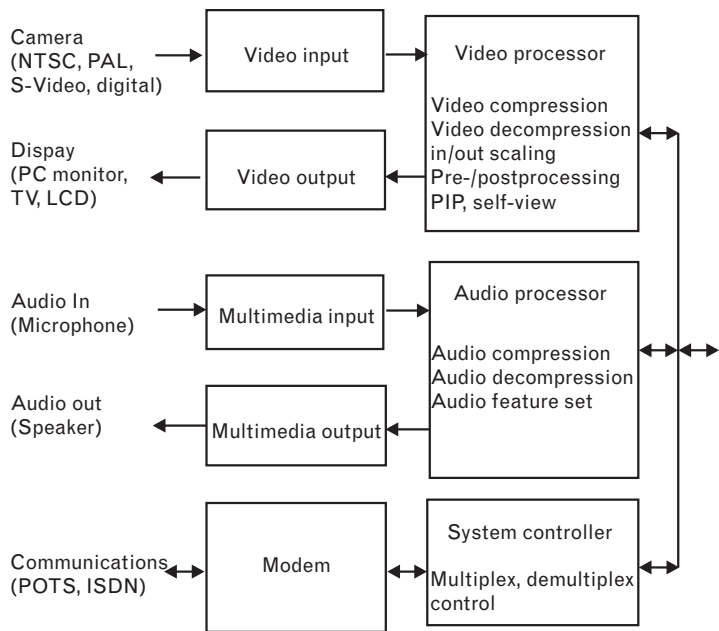 Camera
(NTSC, PAL,
S-Video, digital)
Video input
Video processor
Video compression
Video decompression
in/out scaling
Pre-/postprocessing
PIP, self-view
Dispay
(PC monitor,
TV, LCD)
Video output
Audio In
(Microphone)
Multimedia input
Audio processor
Audio compression
Audio decompression
Audio feature set
Audio out
(Speaker)
Multimedia output
Communications
(POTS, ISDN)
Modem
System controller
Multiplex, demultiplex
control